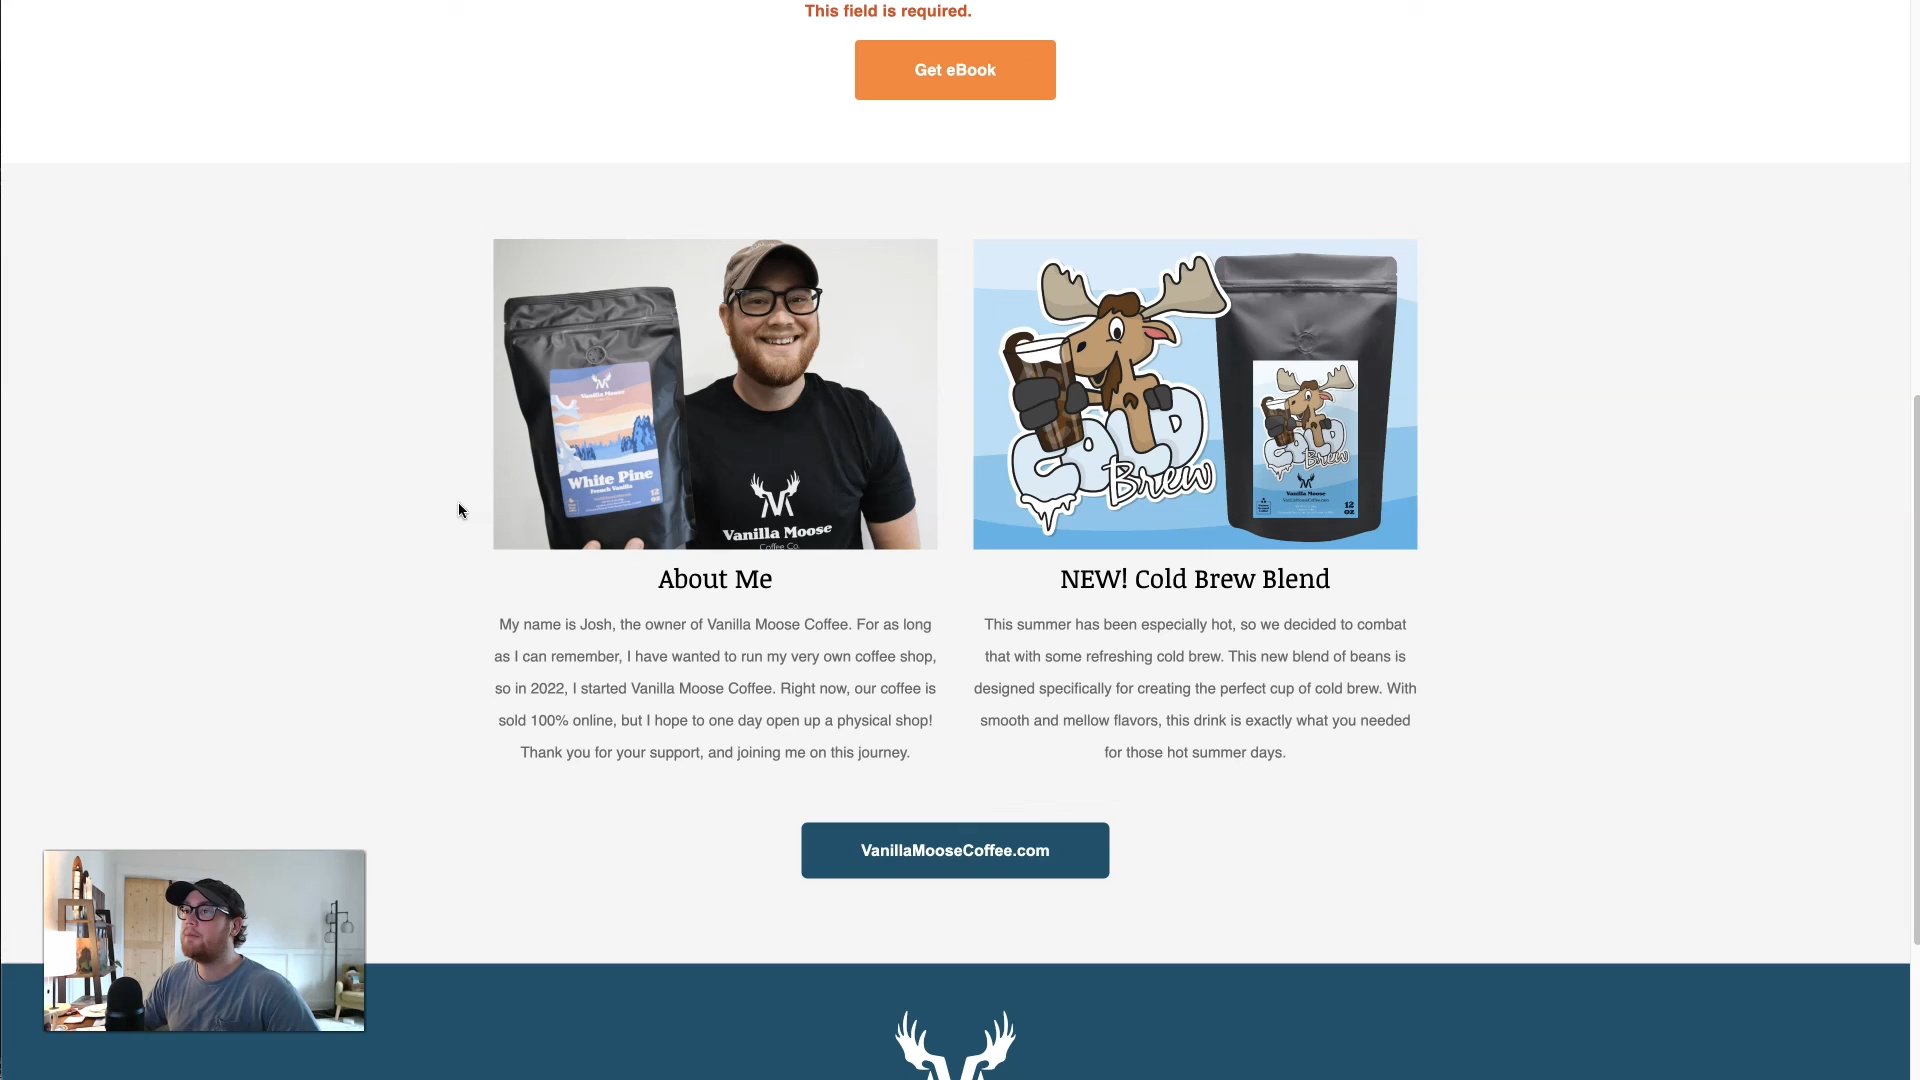 This field is required.
Get eBook
Vanilla Moose
White Pine
French Vanilla
12
OZ
Vanilla Moose
Coffee Co.
COLD
Brew
COLD
Brew
Vanilla Moose
12
OZ
About Me
NEW! Cold Brew Blend
My name is Josh, the owner of Vanilla Moose Coffee. For as long
as I can remember, I have wanted to run my very own coffee shop,
so in 2022, I started Vanilla Moose Coffee. Right now, our coffee is
sold 100% online, but I hope to one day open up a physical shop!
Thank you for your support, and joining me on this journey.
This summer has been especially hot, so we decided to combat
that with some refreshing cold brew. This new blend of beans is
designed specifically for creating the perfect cup of cold brew. With
smooth and mellow flavors, this drink is exactly what you needed
for those hot summer days.
VanillaMooseCoffee.com